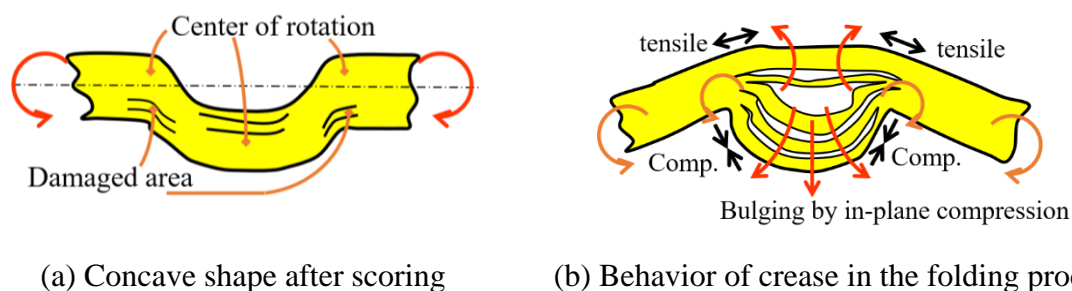 Center of rotation
Damaged area
tensile
tensile
Comp.
Comp.
Bulging by in-plane compression
(a) Concave shape after scoring
(b) Behavior of crease in the folding